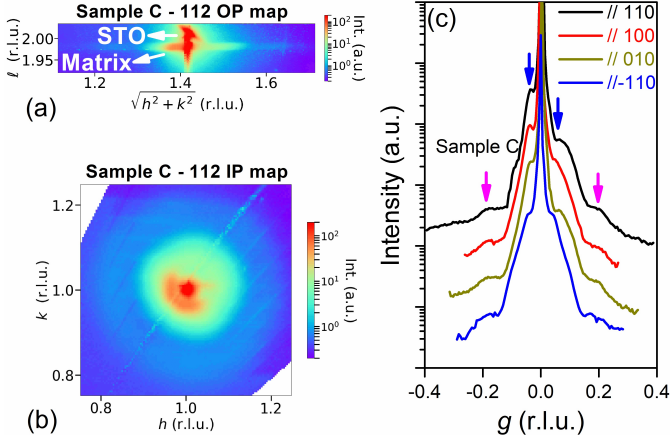 Sample C - 112 OP map
STO
Matrix
ℓ (r.l.u.)
2.00
1.95
1.2
1.4
1.6
√h² + k² (r.l.u.)
10²
10¹
10⁰
Int. (a.u.)
(a)
Sample C - 112 IP map
k (r.l.u.)
1.2
1.0
0.8
0.8
1.0
1.2
h (r.l.u.)
10²
10¹
10⁰
Int. (a.u.)
(b)
(c)
// 110
// 100
// 010
//-110
Sample C
Intensity (a.u.)
-0.4
-0.2
0.0
0.2
0.4
g (r.l.u.)